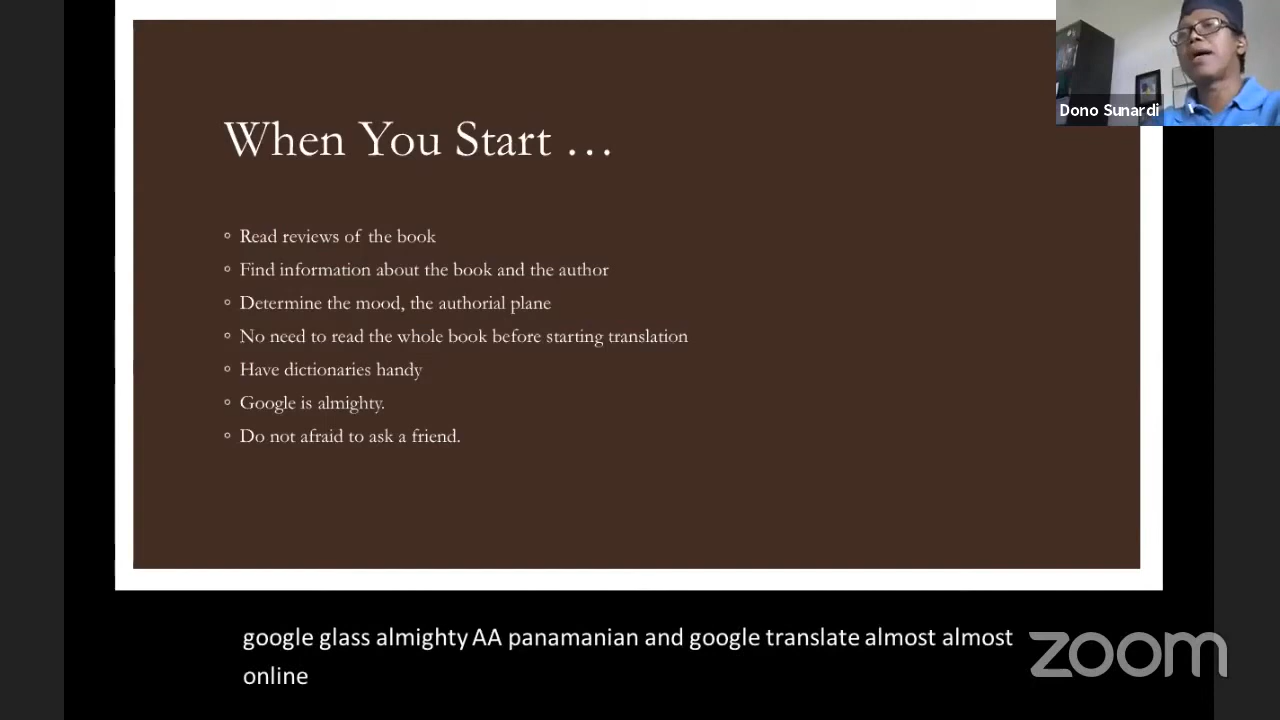 When You Start …
Dono Sunardi
Read reviews of the book
Find information about the book and the author
Determine the mood, the authorial plane
No need to read the whole book before starting translation
Have dictionaries handy
Google is almighty.
Do not afraid to ask a friend.
google glass almighty AA panamanian and google translate almost almost
online
zoom